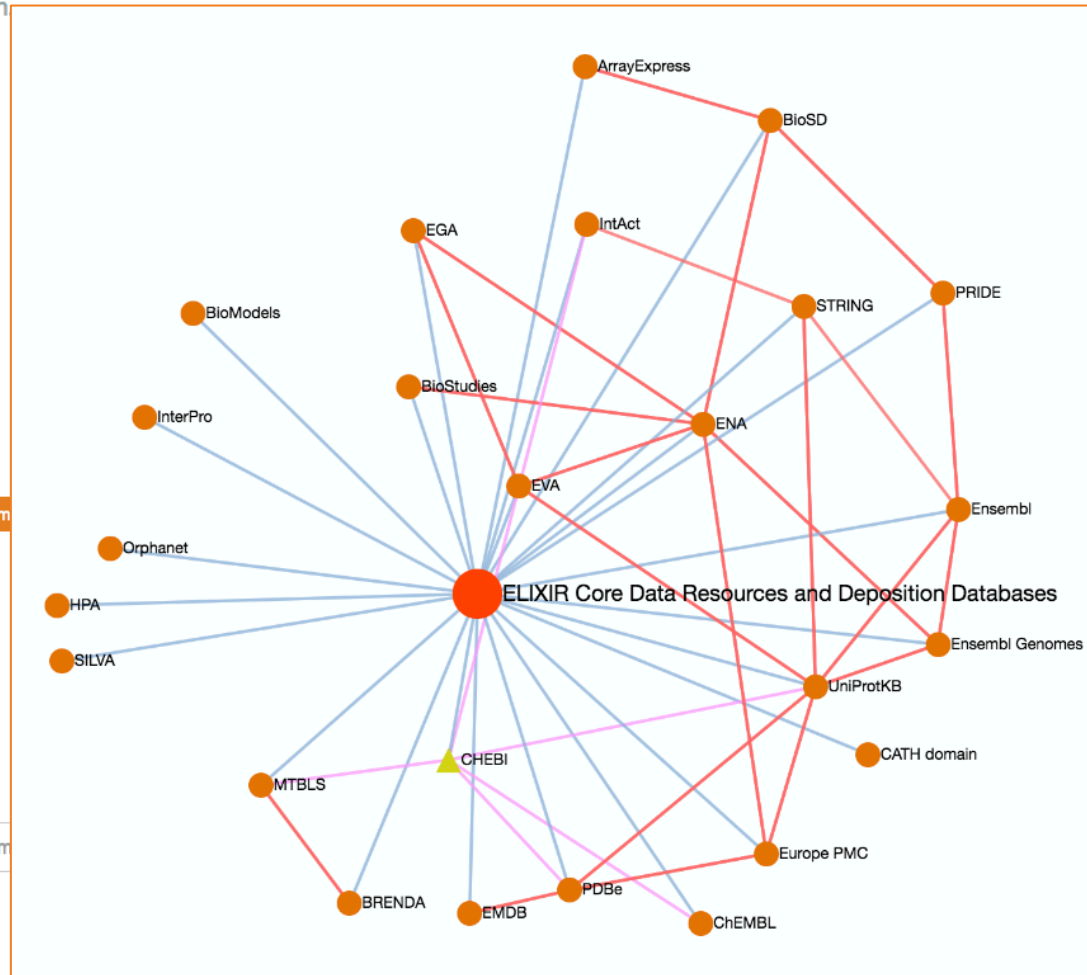 ArrayExpress
BioSD
IntAct
EGA
PRIDE
STRING
BioModels
BioStudies
InterPro
ENA
EVA
Ensembl
Orphanet
ELIXIR Core Data Resources and Deposition Databases
HPA
Ensembl Genomes
SILVA
UniProtKB
CATH domain
CHEBI
MTBLS
Europe PMC
PDBe
BRENDA
EMDB
ChEMBL